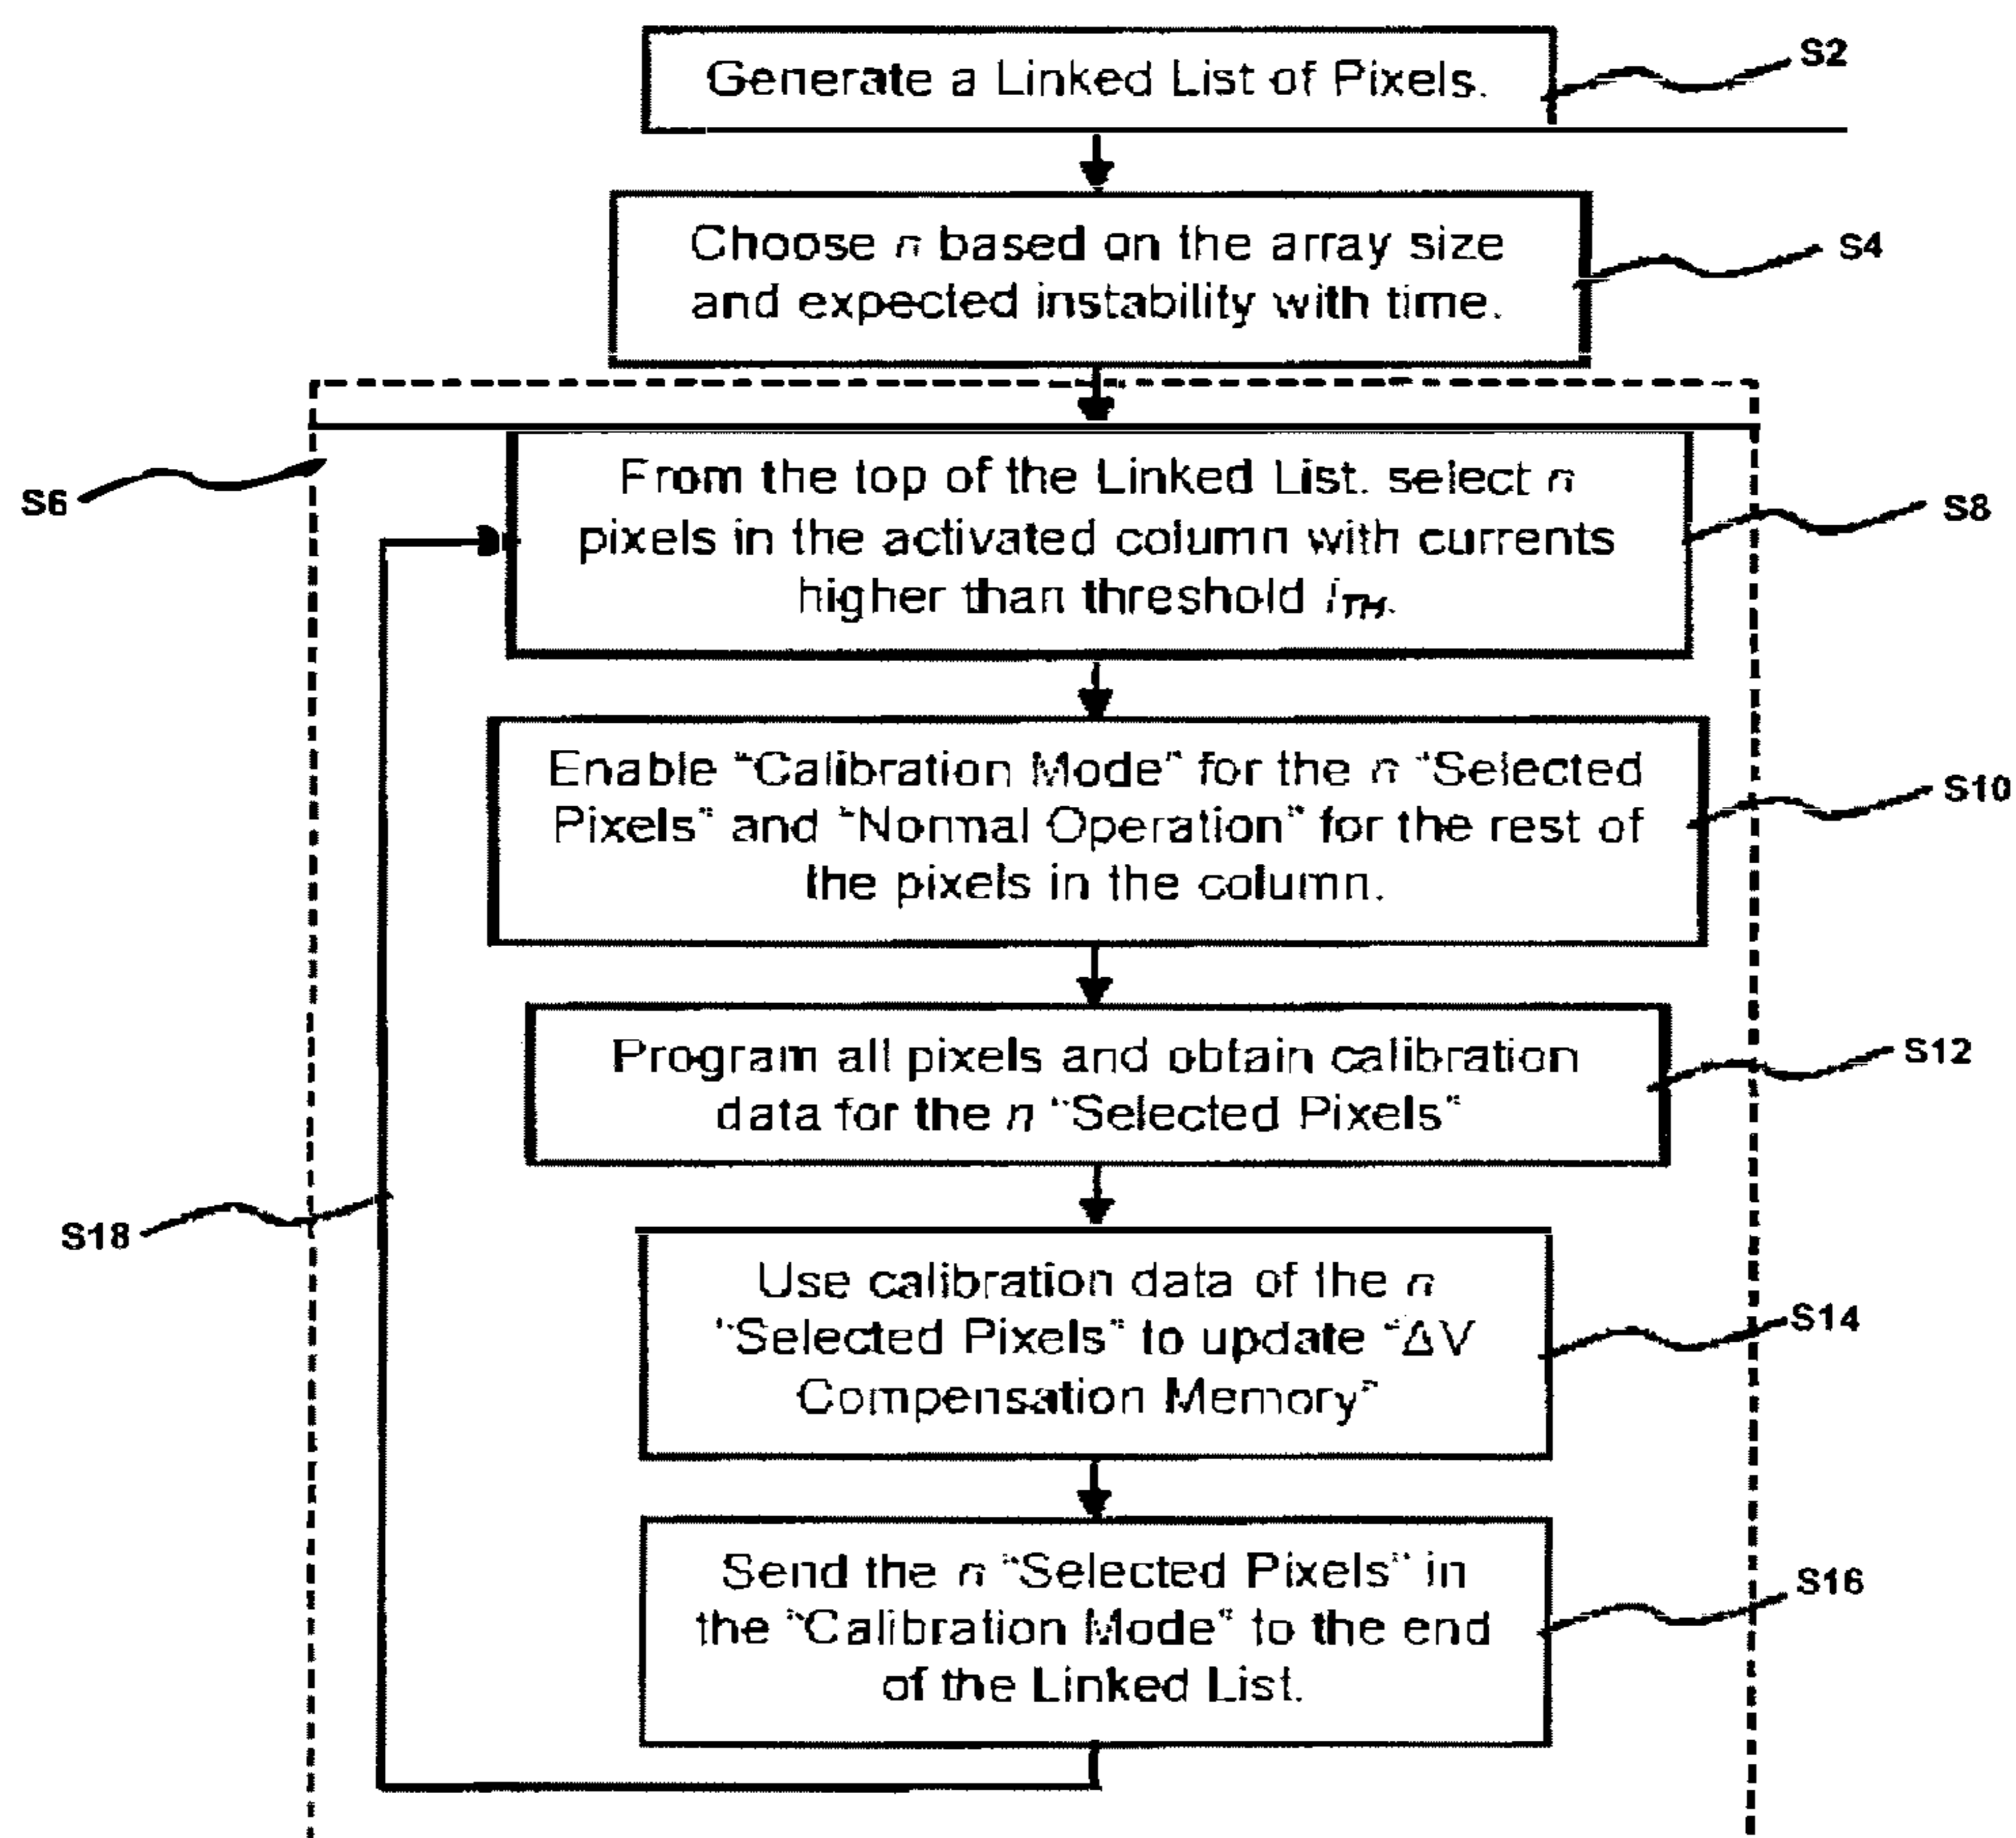 Generate a Linked List of Pixels.
S2
Choose n based on the array size
and expected instability with time.
S4
S6
From the top of the Linked List. select n
pixels in the activated column with currents
higher than threshold I_TH.
S8
Enable "Calibration Mode" for the n "Selected
Pixels" and "Normal Operation" for the rest of
the pixels in the column.
S10
Program all pixels and obtain calibration
data for the n "Selected Pixels"
S12
S18
Use calibration data of the n
"Selected Pixels" to update "ΔV
Compensation Memory"
S14
Send the n "Selected Pixels" in
the "Calibration Mode" to the end
of the Linked List.
S16